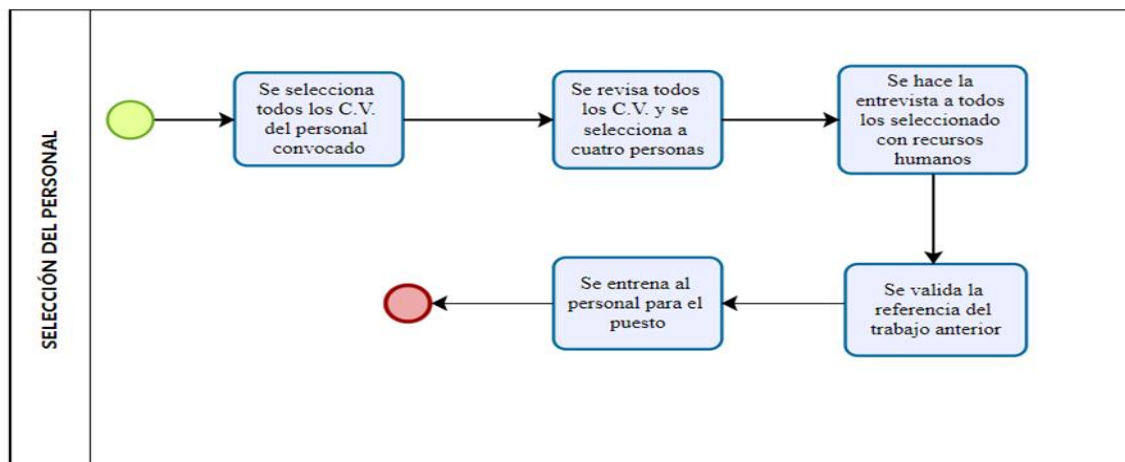 SELECCIÓN DEL PERSONAL
Se selecciona
todos los C.V.
del personal
convocado
Se revisa todos
los C.V. y se
selecciona a
cuatro personas
Se hace la
entrevista a todos
los seleccionado
con recursos
humanos
Se valida la
referencia del
trabajo anterior
Se entrena al
personal para el
puesto